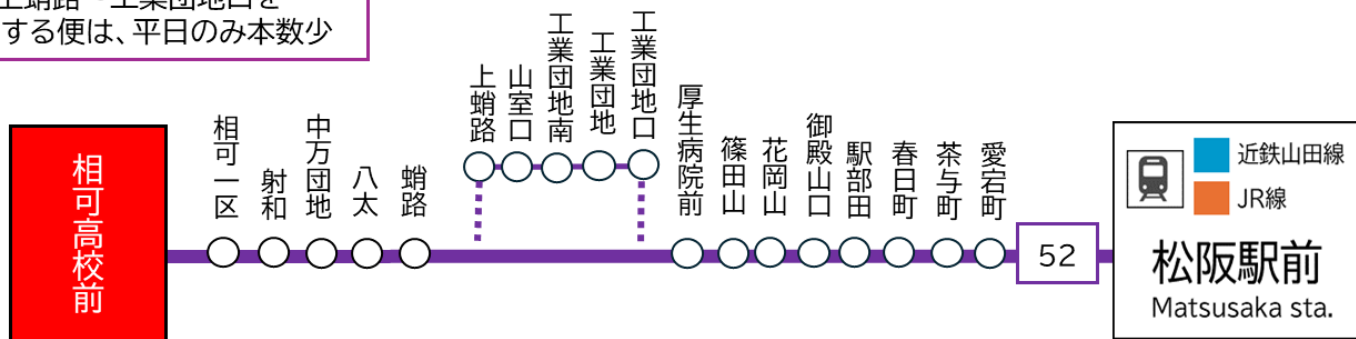 上蛸路～工業団地口を
する便は、平日のみ本数少
相可高校前
相可一区
射和
中万団地
八太
蛸路
上蛸路
山室口
工業団地南
工業団地
工業団地口
厚生病院前
篠田山
花岡山
御殿山口
駅部田
春日町
茶与町
愛宕町
52
近鉄山田線
JR線
松阪駅前
Matsusaka sta.